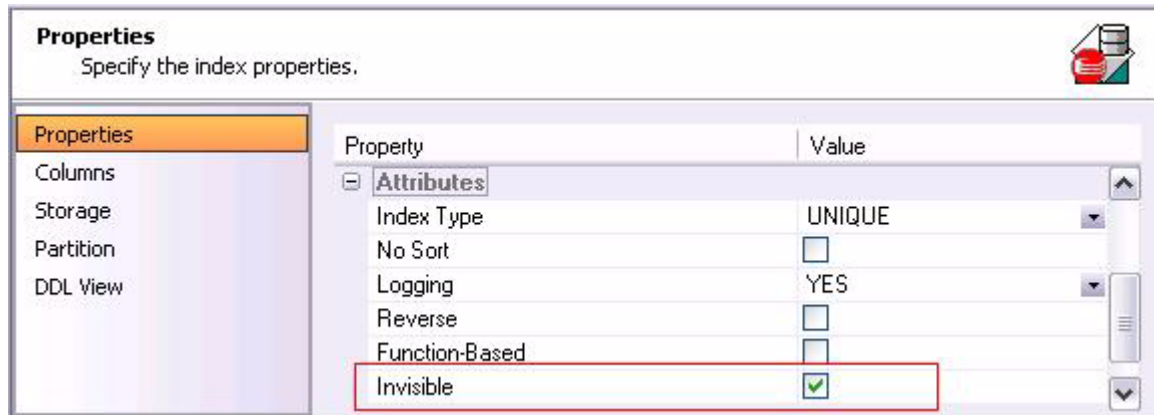 Properties
Specify the index properties.
Properties
Columns
Storage
Partition
DDL View
Property Value
Attributes
Index Type UNIQUE
No Sort
Logging YES
Reverse
Function-Based
Invisible